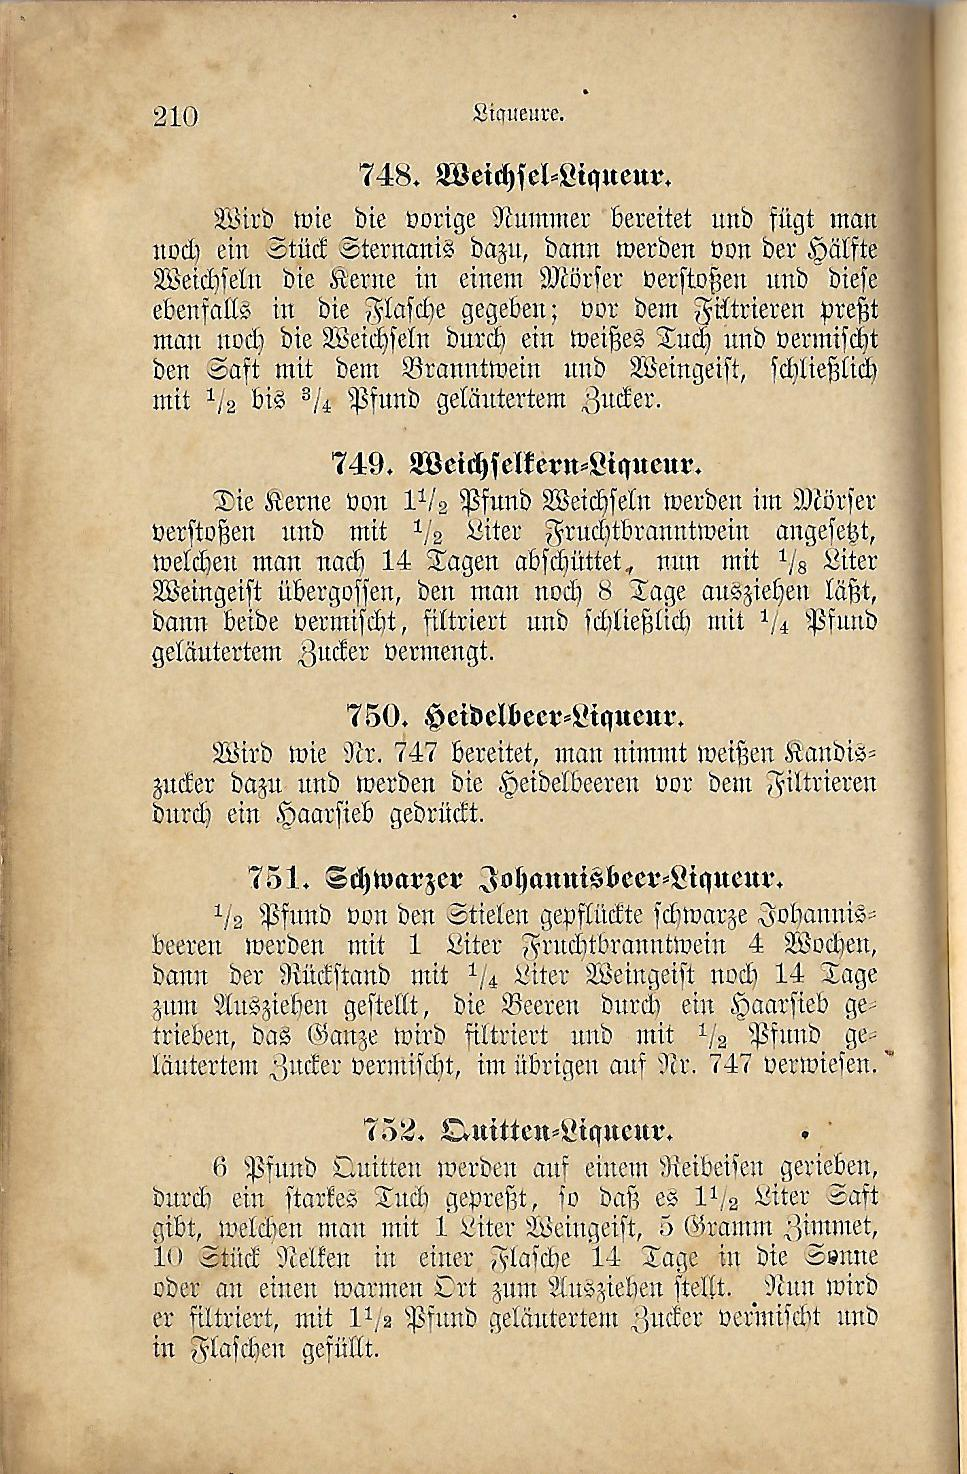 210
Liqueure.
748. Weichsel-Liqueur.
Wird wie die vorige Nummer bereitet und fügt man
noch ein Stück Sternanis dazu, dann werden von der Hälfte
Weichseln die Kerne in einem Mörser verstoßen und diese
ebenfalls in die Flasche gegeben; vor dem Filtrieren preßt
man noch die Weichseln durch ein weißes Tuch und vermischt
den Saft mit dem Branntwein und Weingeist, schließlich
mit 1/2 bis 3/4 Pfund geläutertem Zucker.
749. Weichselkern-Liqueur.
Die Kerne von 1 1/2 Pfund Weichseln werden im Mörser
verstoßen und mit 1/2 Liter Fruchtbranntwein angesetzt,
welchen man nach 14 Tagen abschüttet, nun mit 1/8 Liter
Weingeist übergossen, den man noch 8 Tage ausziehen läßt,
dann beide vermischt, filtriert und schließlich mit 1/4 Pfund
geläutertem Zucker vermengt.
750. Heidelbeer-Liqueur.
Wird wie Nr. 747 bereitet, man nimmt weißen Kandis-
zucker dazu und werden die Heidelbeeren vor dem Filtrieren
durch ein Haarsieb gedrückt.
751. Schwarzer Johannisbeer-Liqueur.
1/2 Pfund von den Stielen gepflückte schwarze Johannis-
beeren werden mit 1 Liter Fruchtbranntwein 4 Wochen,
dann der Rückstand mit 1/4 Liter Weingeist noch 14 Tage
zum Ausziehen gestellt, die Beeren durch ein Haarsieb ge-
trieben, das Ganze wird filtriert und mit 1/2 Pfund ge-
läutertem Zucker vermischt, im übrigen auf Nr. 747 verwiesen.
752. Quitten-Liqueur.
6 Pfund Quitten werden auf einem Reibeisen gerieben,
durch ein starkes Tuch gepreßt, so daß es 1 1/2 Liter Saft
gibt, welchen man mit 1 Liter Weingeist, 5 Gramm Zimmet,
10 Stück Nelken in einer Flasche 14 Tage in die Sonne
oder an einen warmen Ort zum Ausziehen stellt. Nun wird
er filtriert, mit 1 1/2 Pfund geläutertem Zucker vermischt und
in Flaschen gefüllt.